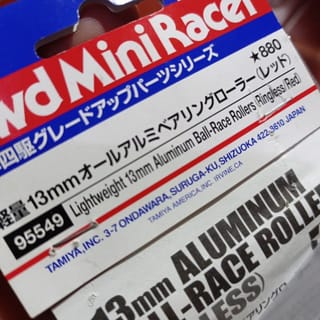 wd Mini Racer
四駆グレードアップパーツシリーズ
★880
軽量13mmオールアルミベアリングローラー(レッド)
95549 Lightweight 13mm Aluminum Ball-Race Rollers (Ringless/Red)
TAMIYA, INC. 3-7 ONDAWARA, SURUGA-KU, SHIZUOKA 422-8610 JAPAN
TAMIYA AMERICA, INC. IRVINE, CA
13mm ALUMINUM
LL-RACE ROLLE
LESS)